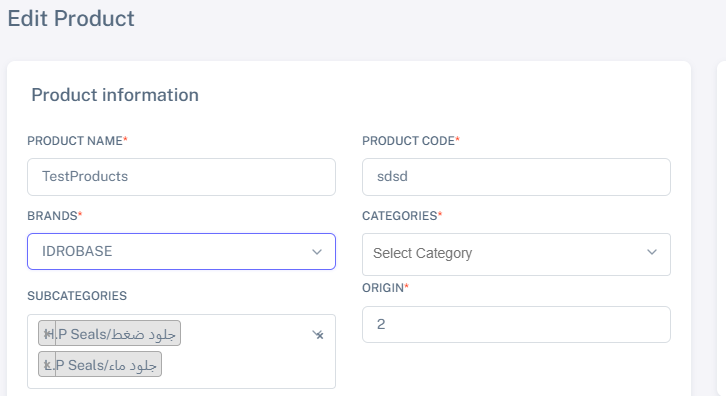 Edit Product
Product information
PRODUCT NAME*
PRODUCT CODE*
TestProducts
sdsd
BRANDS*
CATEGORIES*
IDROBASE
Select Category
SUBCATEGORIES
ORIGIN*
H.P Seals/جلود ضغط
2
L.P Seals/جلود ماء